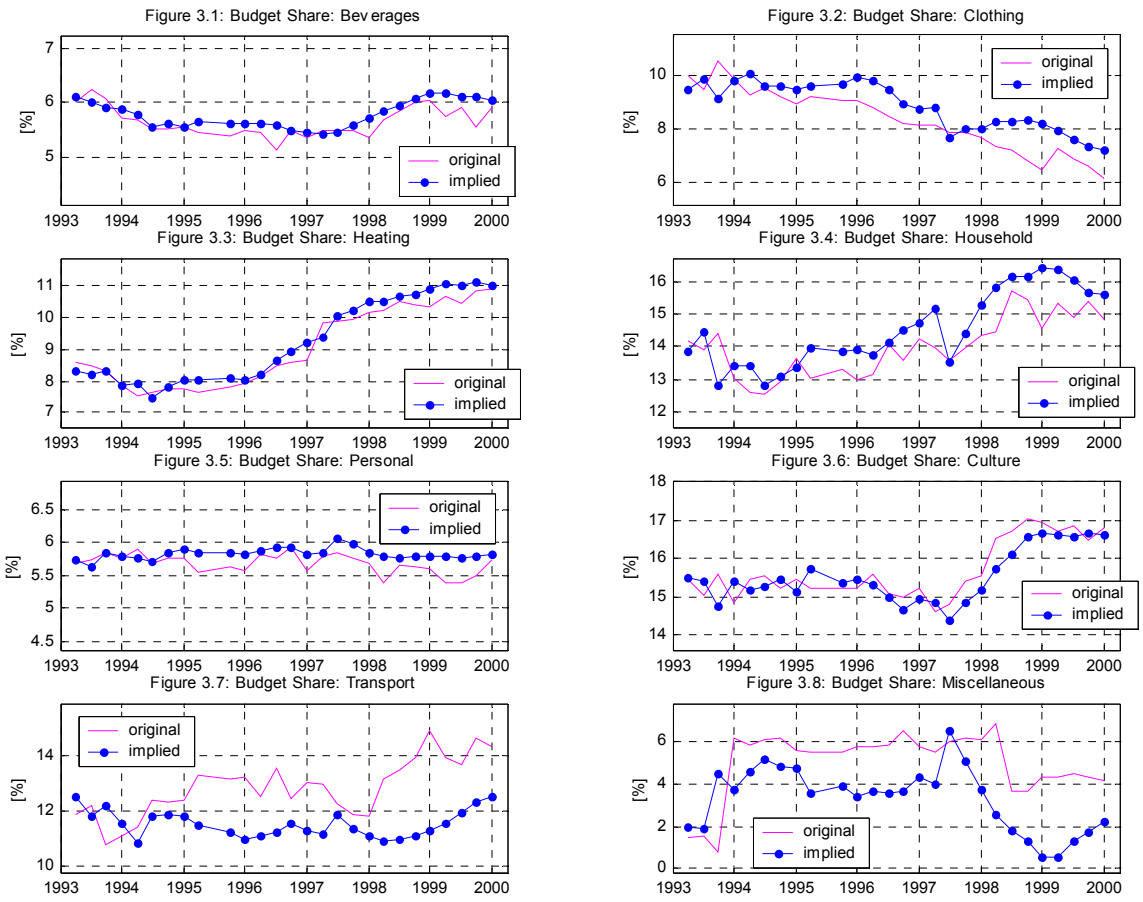 Figure 3.1: Budget Share: Beverages
7
6
5
[%]
original
implied
1993 1994 1995 1996 1997 1998 1999 2000
Figure 3.2: Budget Share: Clothing
10
8
6
[%]
original
implied
1993 1994 1995 1996 1997 1998 1999 2000
Figure 3.3: Budget Share: Heating
11
10
9
8
7
[%]
original
implied
1993 1994 1995 1996 1997 1998 1999 2000
Figure 3.4: Budget Share: Household
16
15
14
13
12
[%]
original
implied
1993 1994 1995 1996 1997 1998 1999 2000
Figure 3.5: Budget Share: Personal
6.5
6
5.5
5
4.5
[%]
original
implied
1993 1994 1995 1996 1997 1998 1999 2000
Figure 3.6: Budget Share: Culture
18
17
16
15
14
[%]
original
implied
1993 1994 1995 1996 1997 1998 1999 2000
Figure 3.7: Budget Share: Transport
14
12
10
[%]
original
implied
1993 1994 1995 1996 1997 1998 1999 2000
Figure 3.8: Budget Share: Miscellaneous
6
4
2
0
[%]
original
implied
1993 1994 1995 1996 1997 1998 1999 2000